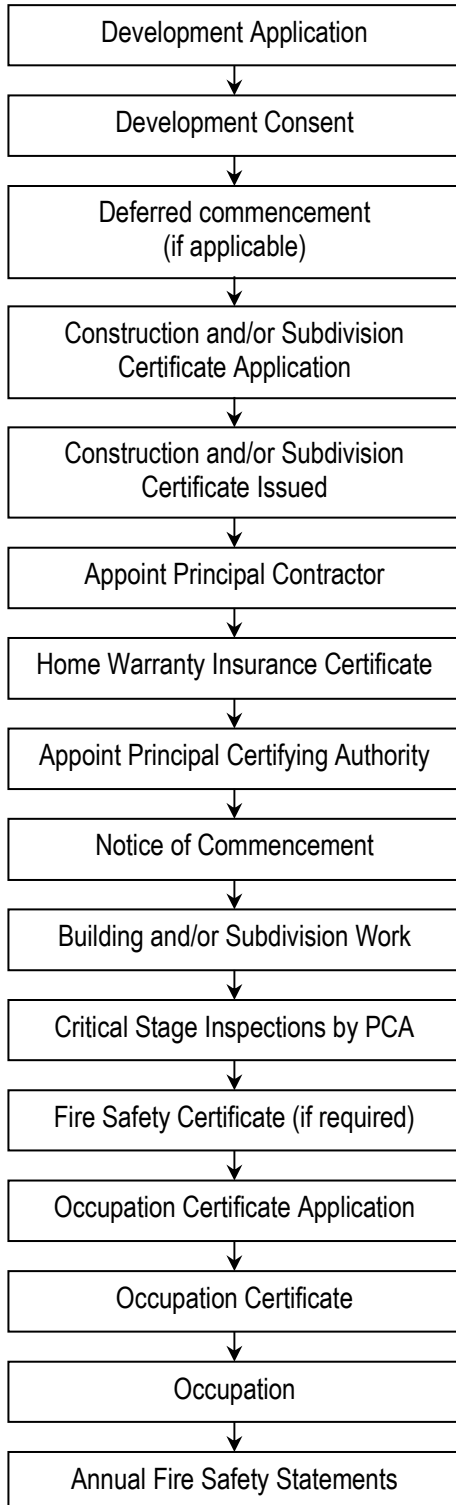 Development Application
Development Consent
Deferred commencement
(if applicable)
Construction and/or Subdivision
Certificate Application
Construction and/or Subdivision
Certificate Issued
Appoint Principal Contractor
Home Warranty Insurance Certificate
Appoint Principal Certifying Authority
Notice of Commencement
Building and/or Subdivision Work
Critical Stage Inspections by PCA
Fire Safety Certificate (if required)
Occupation Certificate Application
Occupation Certificate
Occupation
Annual Fire Safety Statements